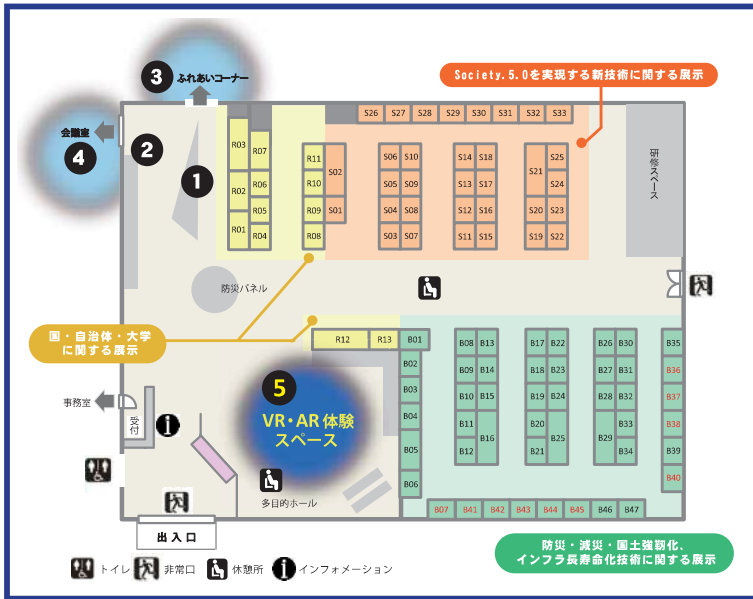 3 ふれあいコーナー
会議室
4
2
1
Society.5.0を実現する新技術に関する展示
S26 S27 S28 S29 S30 S31 S32 S33
研修スペース
R03 R07
R02 R06
R05
R01 R04
R11 S02
R10
R09 S01
R08
S06 S10
S05 S09
S04 S08
S03 S07
S14 S18
S13 S17
S12 S16
S11 S15
S21 S25
S24
S20 S23
S19 S22
防災パネル
国・自治体・大学
に関する展示
R12 R13 B01
B02
B03
B04
B05
B06
B08 B13
B09 B14
B10 B15
B11 B16
B12
B17 B22
B18 B23
B19 B24
B20 B25
B21
B26 B30
B27 B31
B28 B32
B29 B33
B34
B35
B36
B37
B38
B39
B40
5
VR・AR 体験
スペース
事務室
受付
多目的ホール
B07 B41 B42 B43 B44 B45 B46 B47
出入口
防災・減災・国土強靭化、
インフラ長寿命化技術に関する展示
トイレ 非常口 休憩所 インフォメーション